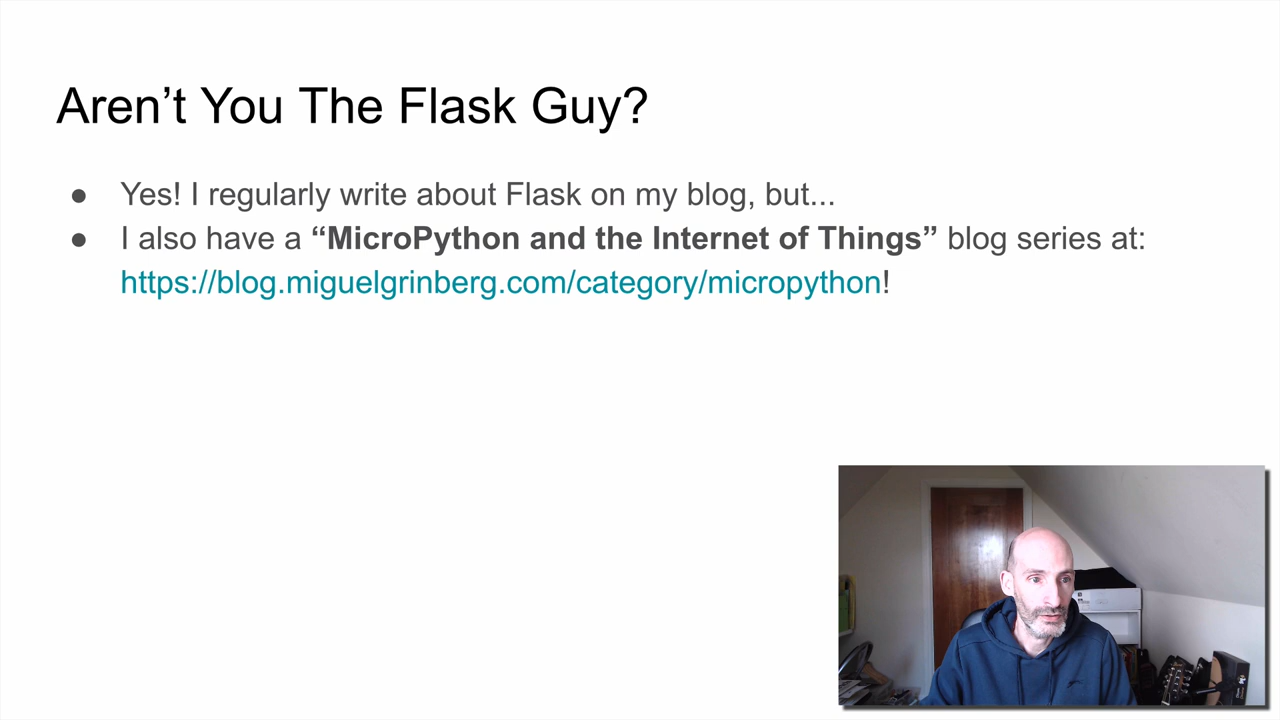 Aren’t You The Flask Guy?
● Yes! I regularly write about Flask on my blog, but...
● I also have a “MicroPython and the Internet of Things” blog series at:
https://blog.miguelgrinberg.com/category/micropython!